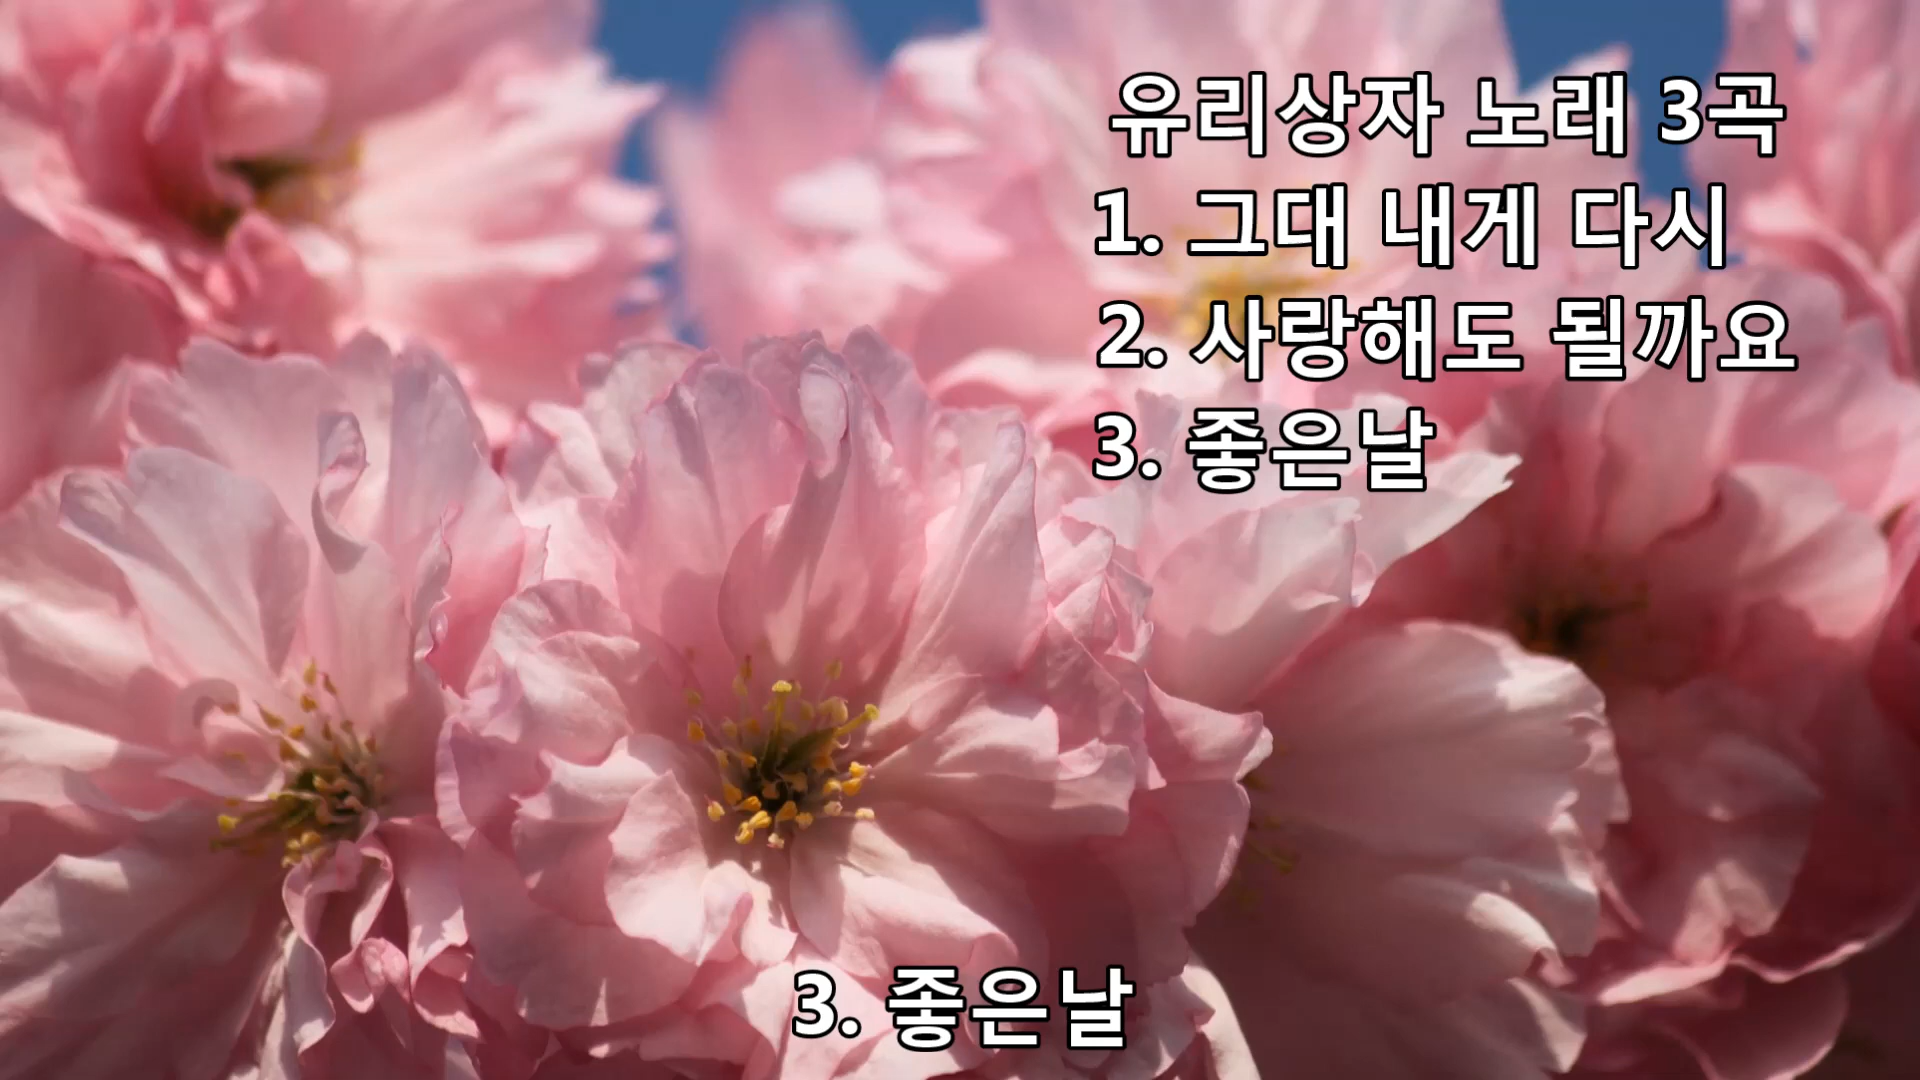 유리상자 노래 3곡
1. 그대 내게 다시
2. 사랑해도 될까요
3. 좋은날
3. 좋은날